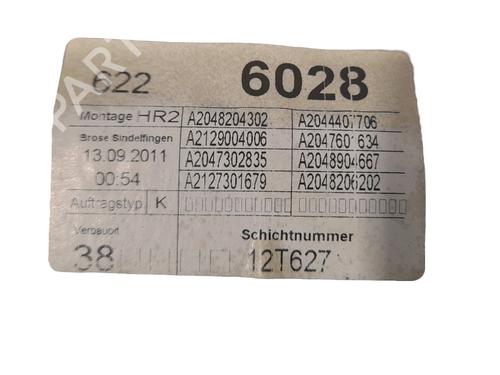 622 6028
Montage HR2 A2048204302 A2044407706
Brose Sindelfingen A2129004006 A2047601634
13.09.2011 A2047302835 A2048904667
00:54 A2127301679 A2048206202
Auftragstyp K
Verbauort Schichtnummer
38 12T627